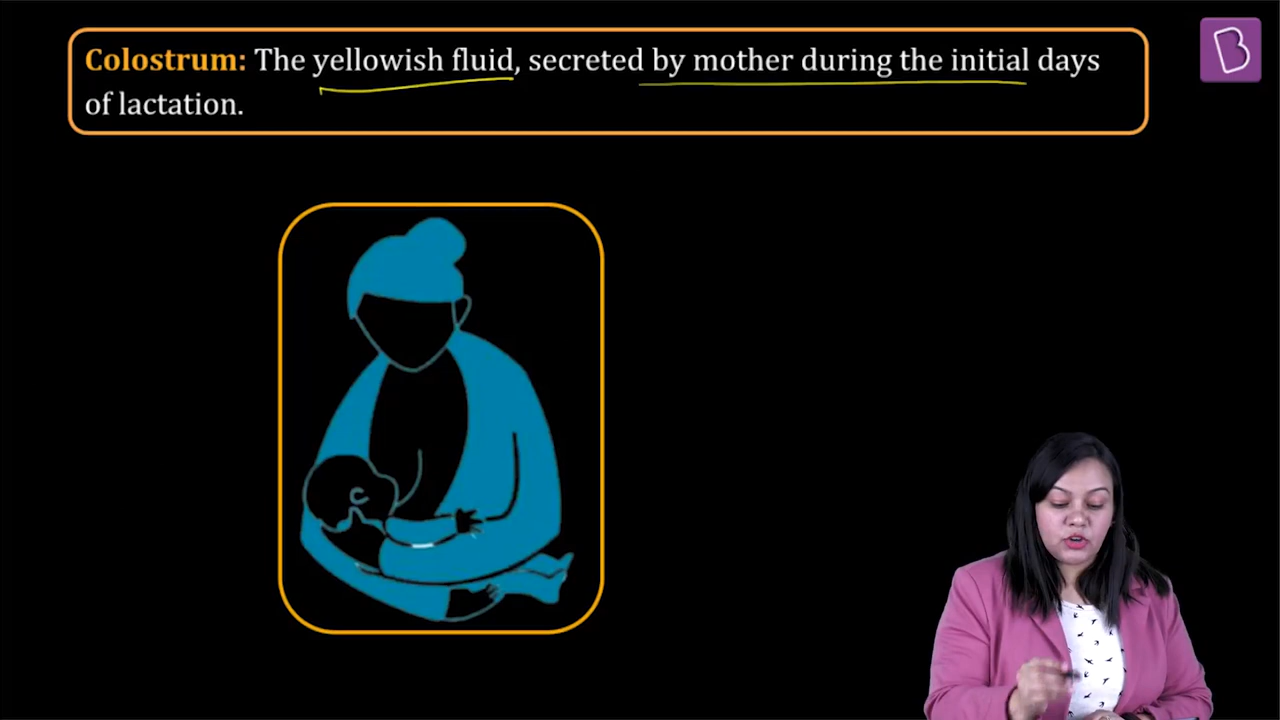 Colostrum: The yellowish fluid, secreted by mother during the initial days
of lactation.
B